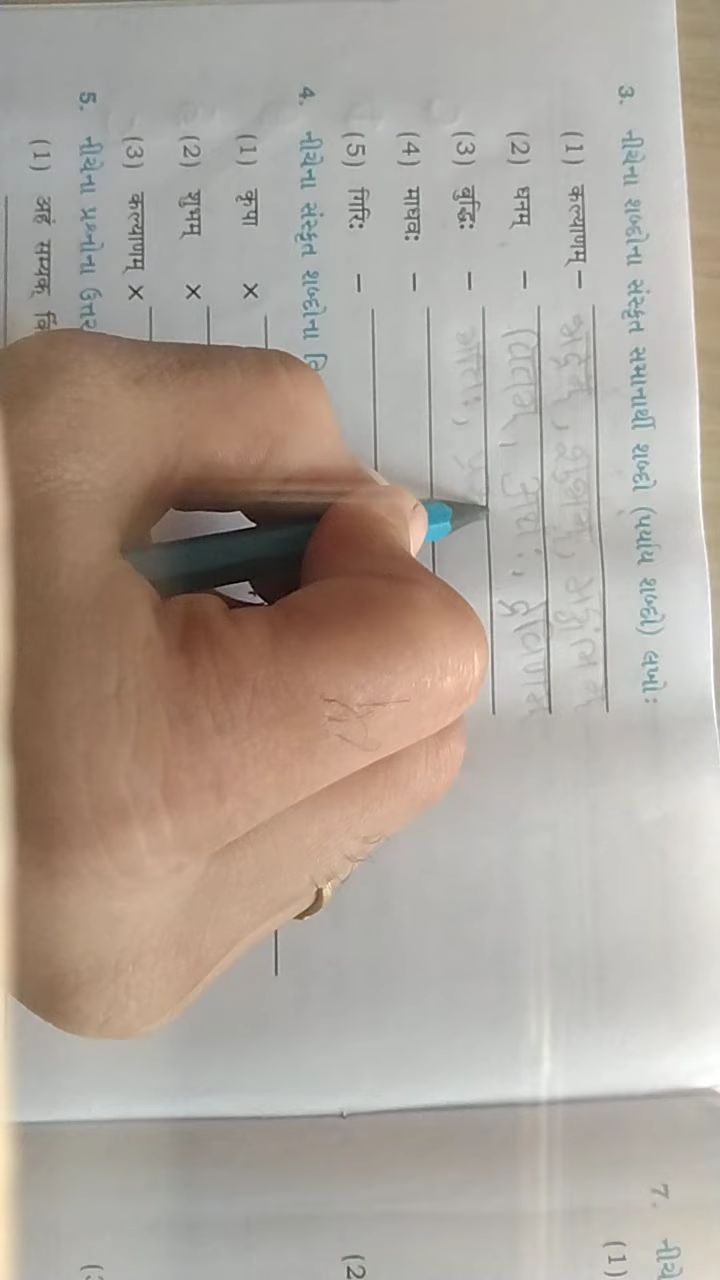 3. નીચેના શબ્દોના સંસ્કૃત સમાનાર્થી શબ્દો (પર્યાય શબ્દો) લખો:
(1) कल्याणम् - भद्रम्, शुभम्,
(2) धनम् - वित्तम्, अर्थः, द्रविणम्
(3) बुद्धिः -
(4) माधवः -
(5) गिरिः -
4. નીચેના સંસ્કૃત શબ્દોના વિ
(1) कृपा ×
(2) शुभम् ×
(3) कल्याणम् ×
5. નીચેના પ્રશ્નોના ઉત્તર
(1) अहं सम्यक्
7. નીચે
(1)
(2